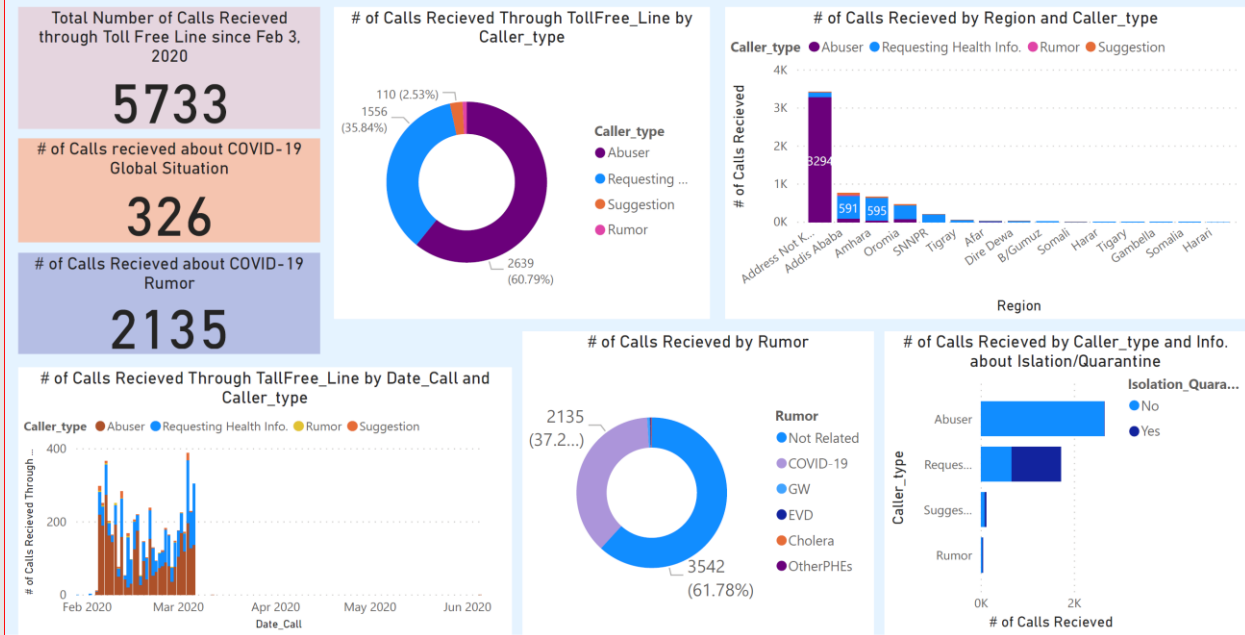 Total Number of Calls Recieved
through Toll Free Line since Feb 3,
2020
5733
# of Calls recieved about COVID-19
Global Situation
326
# of Calls Recieved about COVID-19
Rumor
2135
# of Calls Recieved Through TollFree_Line by
Caller_type
110 (2.53%)
1556
(35.84%)
2639
(60.79%)
Caller_type
Abuser
Requesting ...
Suggestion
Rumor
# of Calls Recieved by Region and Caller_type
Caller_type Abuser Requesting Health Info. Rumor Suggestion
# of Calls Recieved
4K
3K
2K
1K
0K
3294
591
595
Address Not K...
Addis Ababa
Amhara
Oromia
SNNPR
Tigray
Afar
Dire Dewa
B/Gumuz
Somali
Harar
Tigary
Gambella
Somalia
Harari
Region
# of Calls Recieved Through TallFree_Line by Date_Call and
Caller_type
Caller_type Abuser Requesting Health Info. Rumor Suggestion
# of Calls Recieved Through ...
400
200
0
Feb 2020 Mar 2020 Apr 2020 May 2020 Jun 2020
Date_Call
# of Calls Recieved by Rumor
2135
(37.2...)
3542
(61.78%)
Rumor
Not Related
COVID-19
GW
EVD
Cholera
OtherPHEs
# of Calls Recieved by Caller_type and Info.
about Islation/Quarantine
Isolation_Quara...
No
Yes
Caller_type
Abuser
Reques...
Sugges...
Rumor
0K 2K
# of Calls Recieved